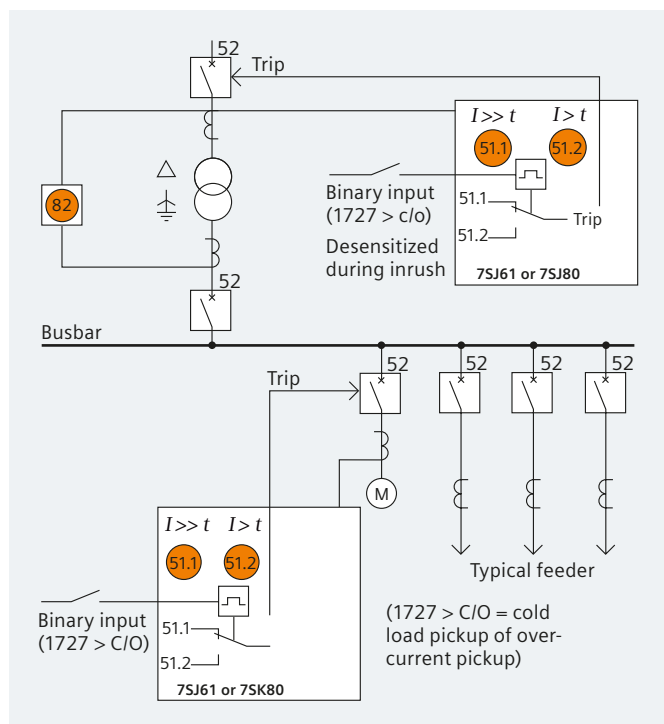 52
Trip
I>> t I> t
51.1 51.2
82
Binary input
(1727 > c/o)
51.1
Trip
51.2
Desensitized
during inrush
7SJ61 or 7SJ80
52
Busbar
52 52 52 52
Trip
M
I>> t I> t
51.1 51.2
Typical feeder
Binary input
(1727 > C/O)
51.1
51.2
(1727 > C/O = cold
load pickup of over-
current pickup)
7SJ61 or 7SK80